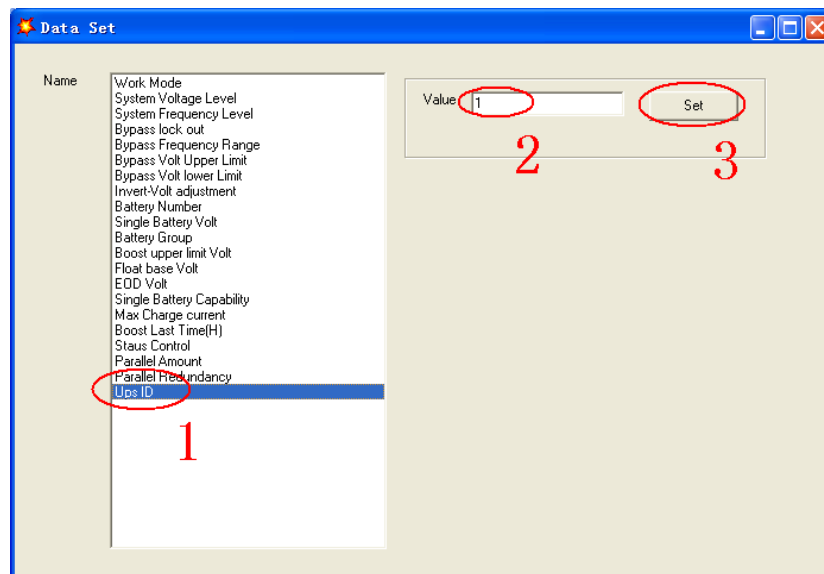 Data Set
Name
Work Mode
System Voltage Level
System Frequency Level
Bypass lock out
Bypass Frequency Range
Bypass Volt Upper Limit
Bypass Volt lower Limit
Invert-Volt adjustment
Battery Number
Single Battery Volt
Battery Group
Boost upper limit Volt
Float base Volt
EOD Volt
Single Battery Capability
Max Charge current
Boost Last Time(H)
Staus Control
Parallel Amount
Parallel Redundancy
Ups ID
1
Value 1 Set
2 3